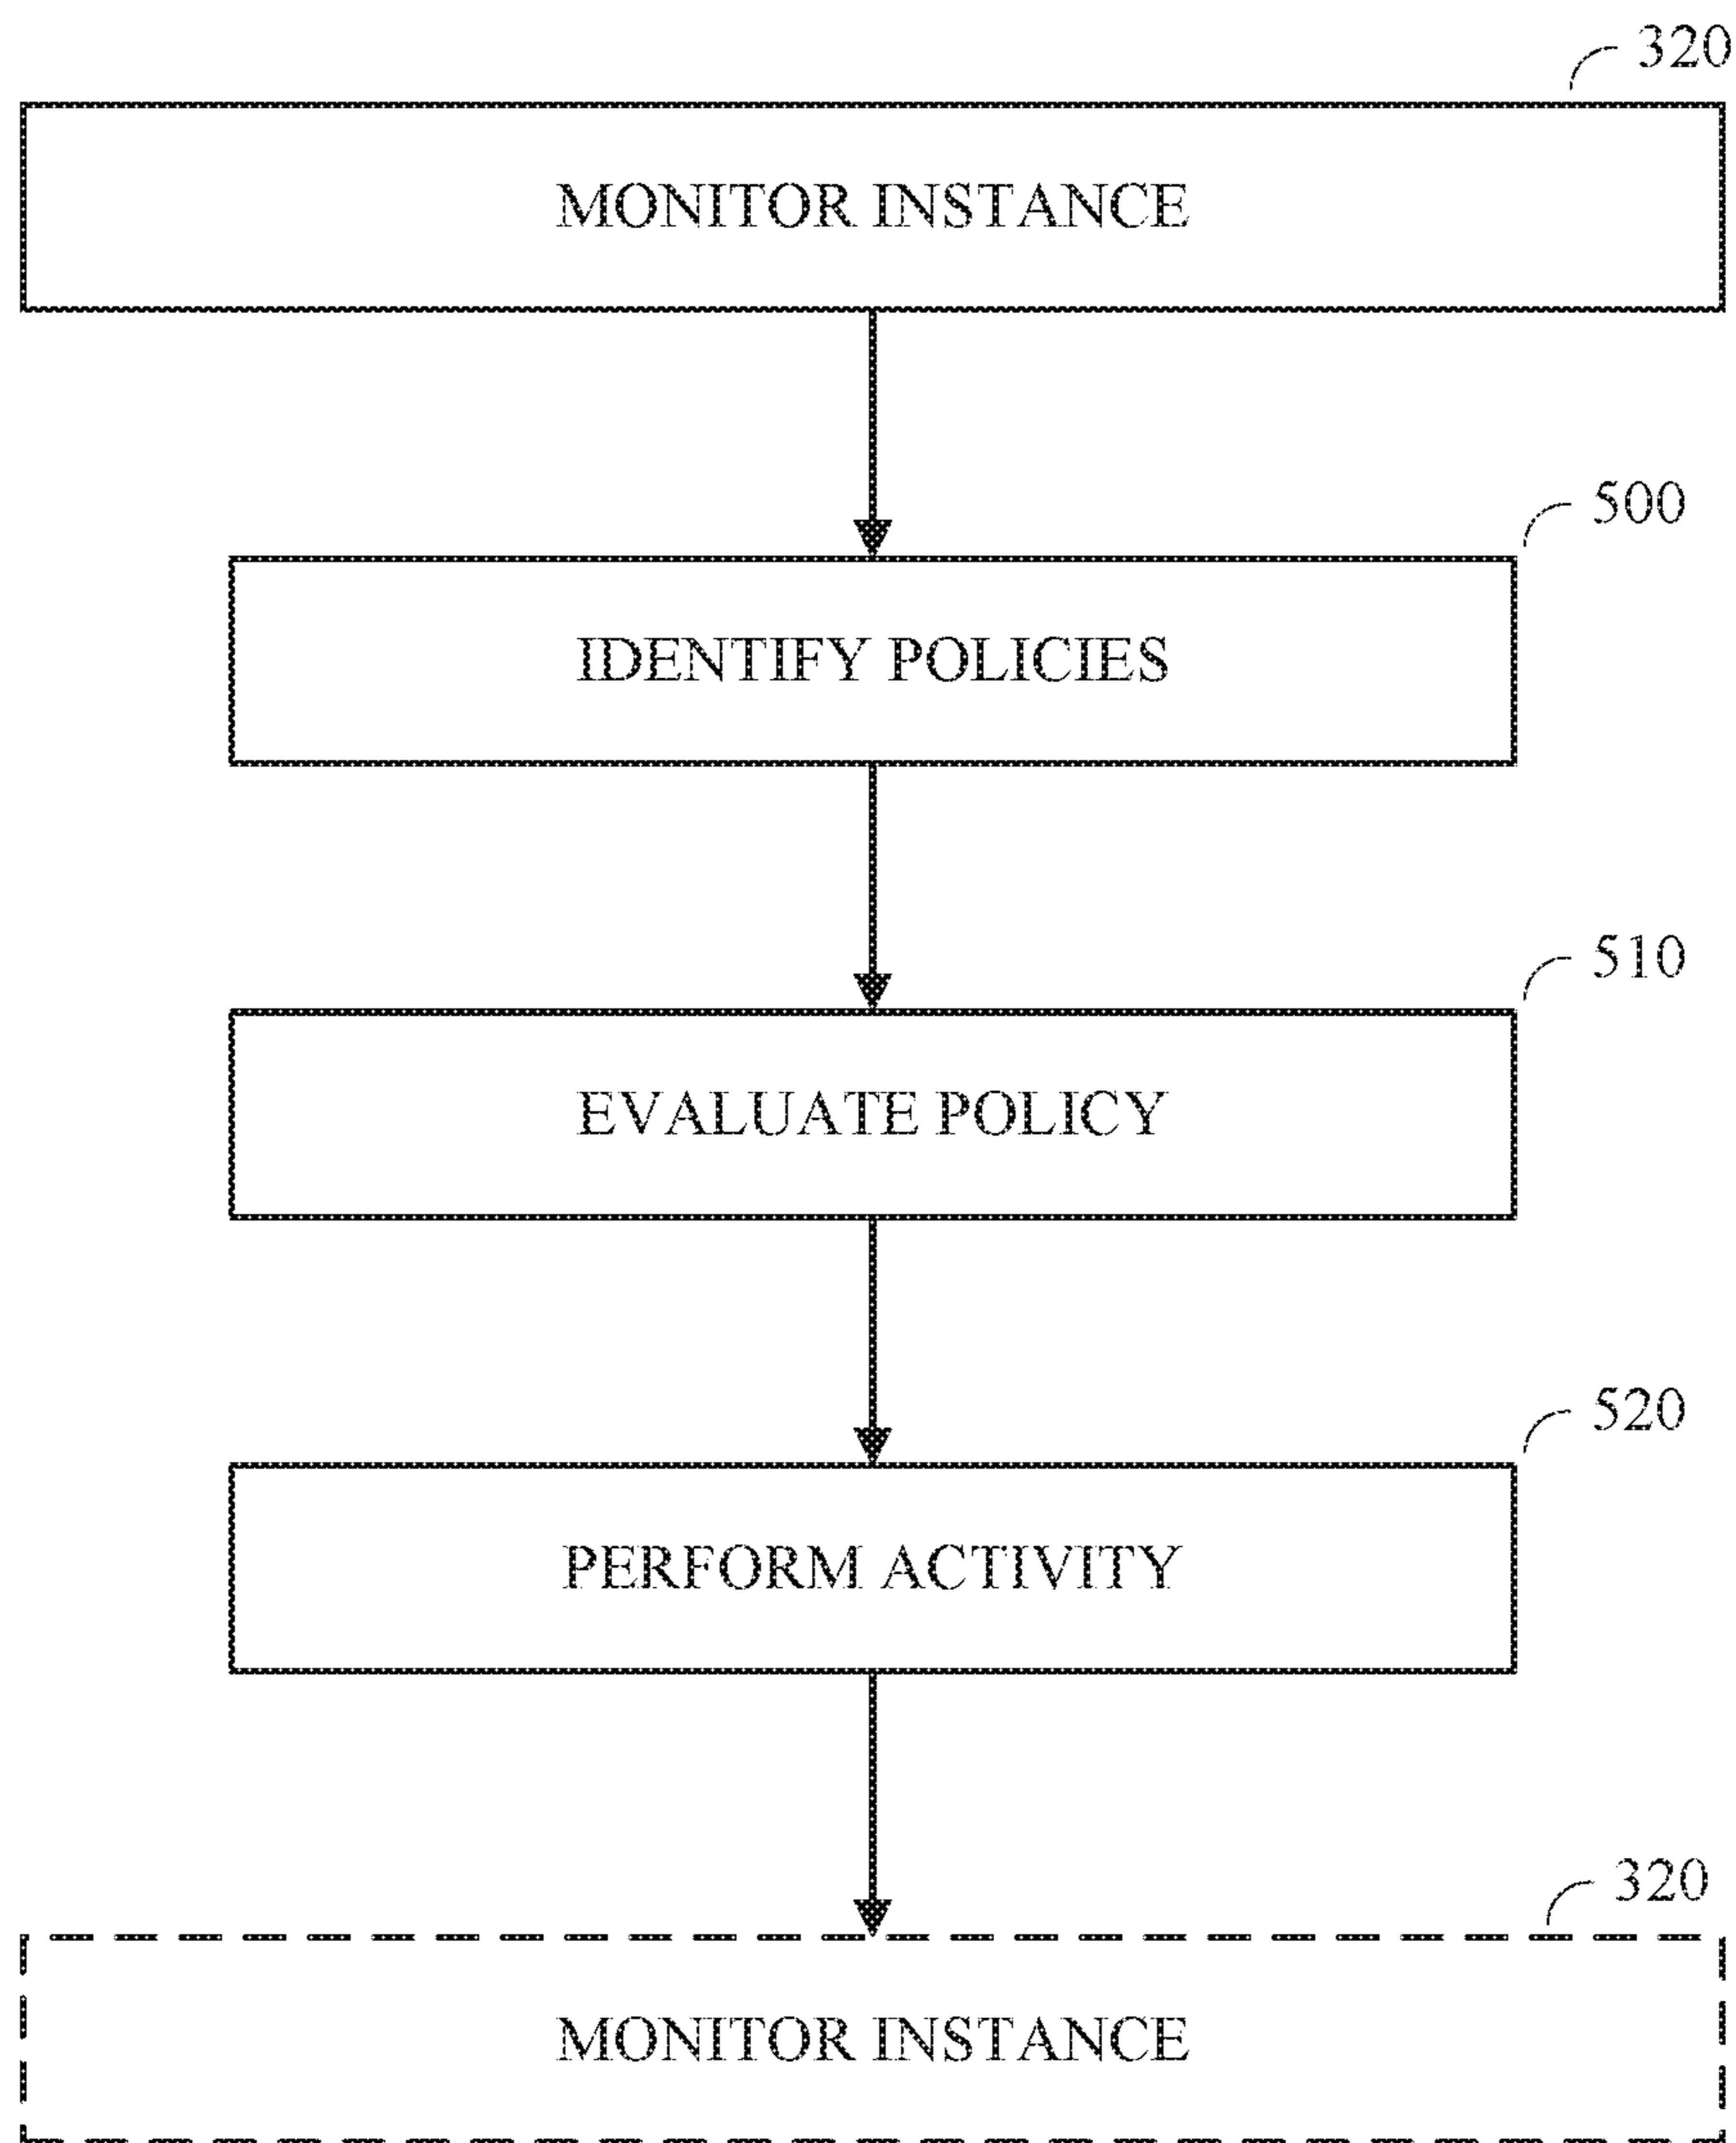 320
MONITOR INSTANCE
500
IDENTIFY POLICIES
510
EVALUATE POLICY
520
PERFORM ACTIVITY
320
MONITOR INSTANCE